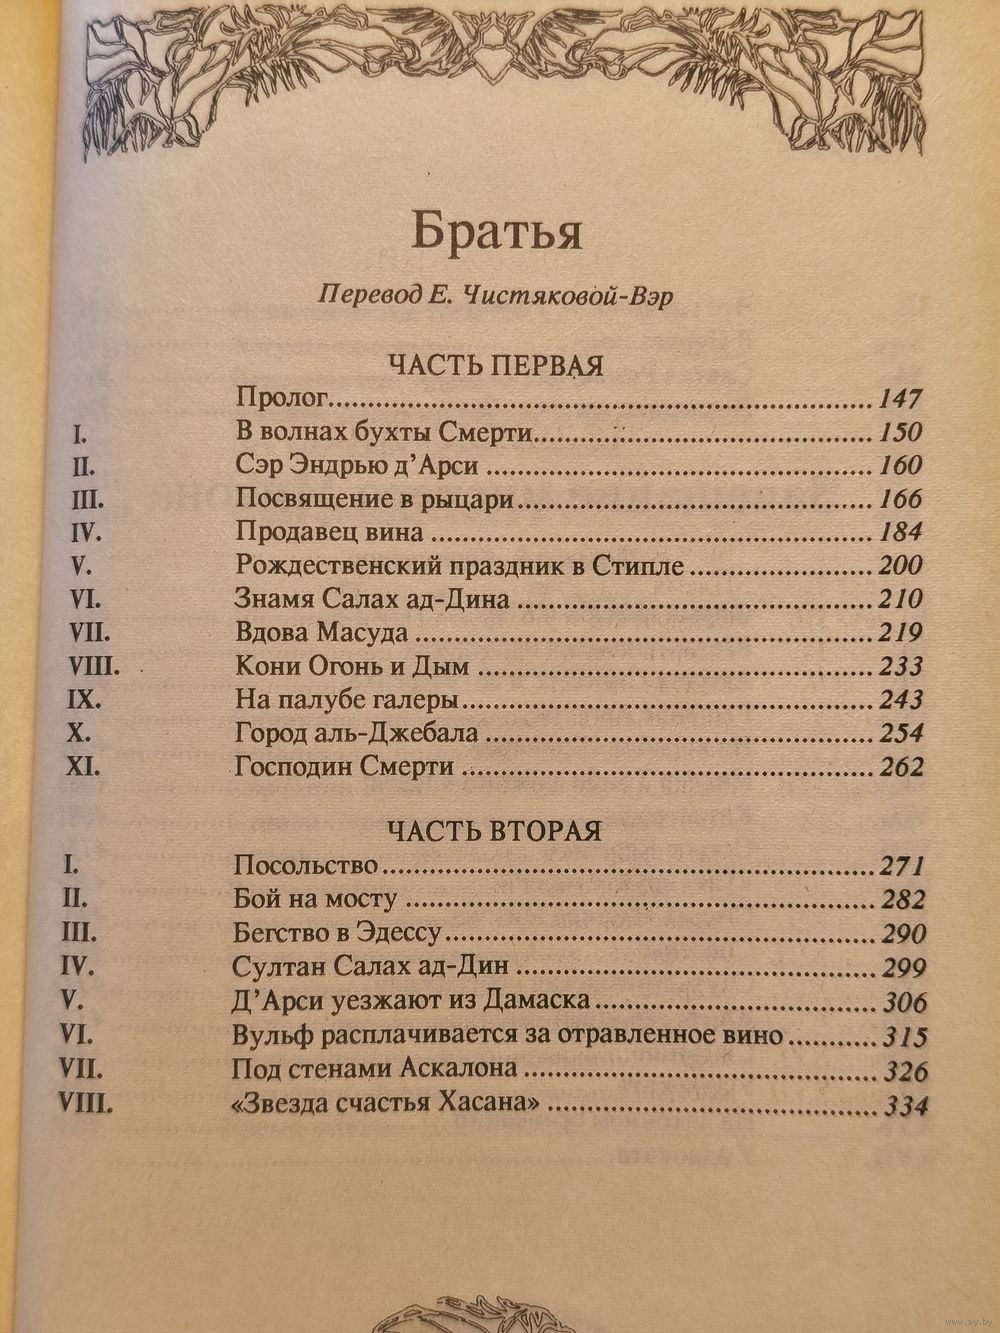 Братья
Перевод Е. Чистяковой-Вэр
ЧАСТЬ ПЕРВАЯ
Пролог 147
I. В волнах бухты Смерти 150
II. Сэр Эндрью д’Арси 160
III. Посвящение в рыцари 166
IV. Продавец вина 184
V. Рождественский праздник в Стипле 200
VI. Знамя Салах ад-Дина 210
VII. Вдова Масуда 219
VIII. Кони Огонь и Дым 233
IX. На палубе галеры 243
X. Город аль-Джебала 254
XI. Господин Смерти 262
ЧАСТЬ ВТОРАЯ
I. Посольство 271
II. Бой на мосту 282
III. Бегство в Эдессу 290
IV. Султан Салах ад-Дин 299
V. Д’Арси уезжают из Дамаска 306
VI. Вульф расплачивается за отравленное вино 315
VII. Под стенами Аскалона 326
VIII. «Звезда счастья Хасана» 334
www.ay.by